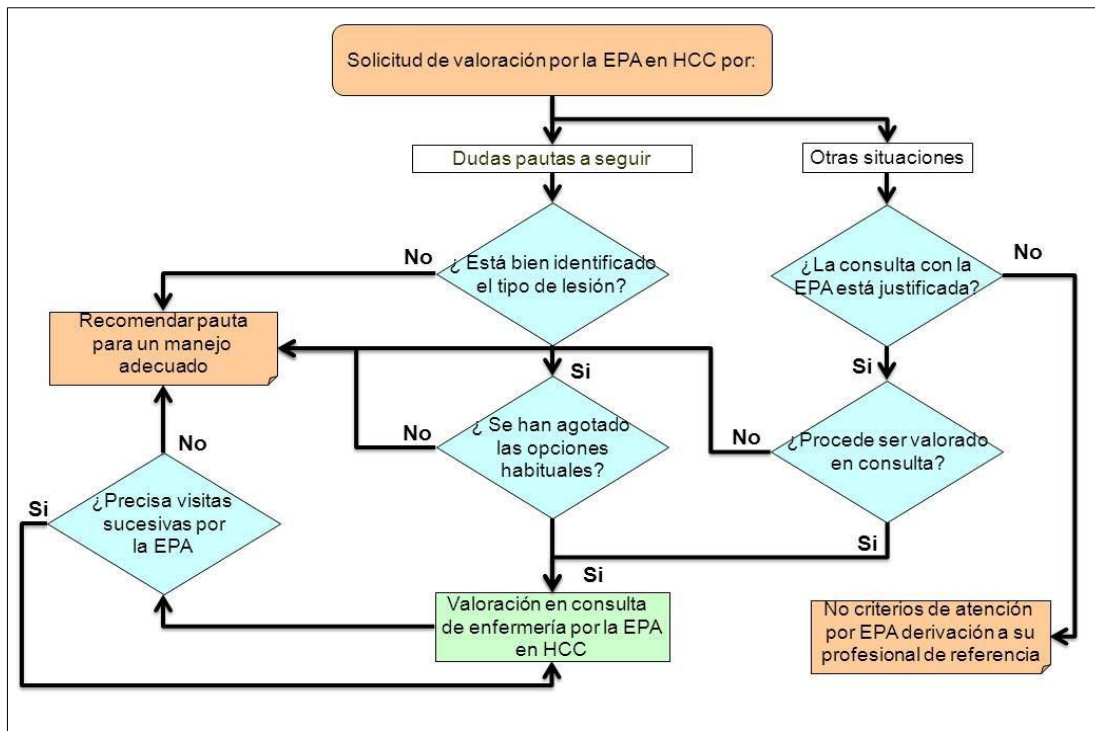 Solicitud de valoración por la EPA en HCC por:
Dudas pautas a seguir
Otras situaciones
No
¿ Está bien identificado
el tipo de lesión?
¿La consulta con la
EPA está justificada?
No
Recomendar pauta
para un manejo
adecuado
Si
Si
No
¿ Se han agotado
las opciones
habituales?
No
¿Procede ser valorado
en consulta?
No
Si
¿Precisa visitas
sucesivas por
la EPA
Si
Si
Valoración en consulta
de enfermería por la EPA
en HCC
No criterios de atención
por EPA derivación a su
profesional de referencia